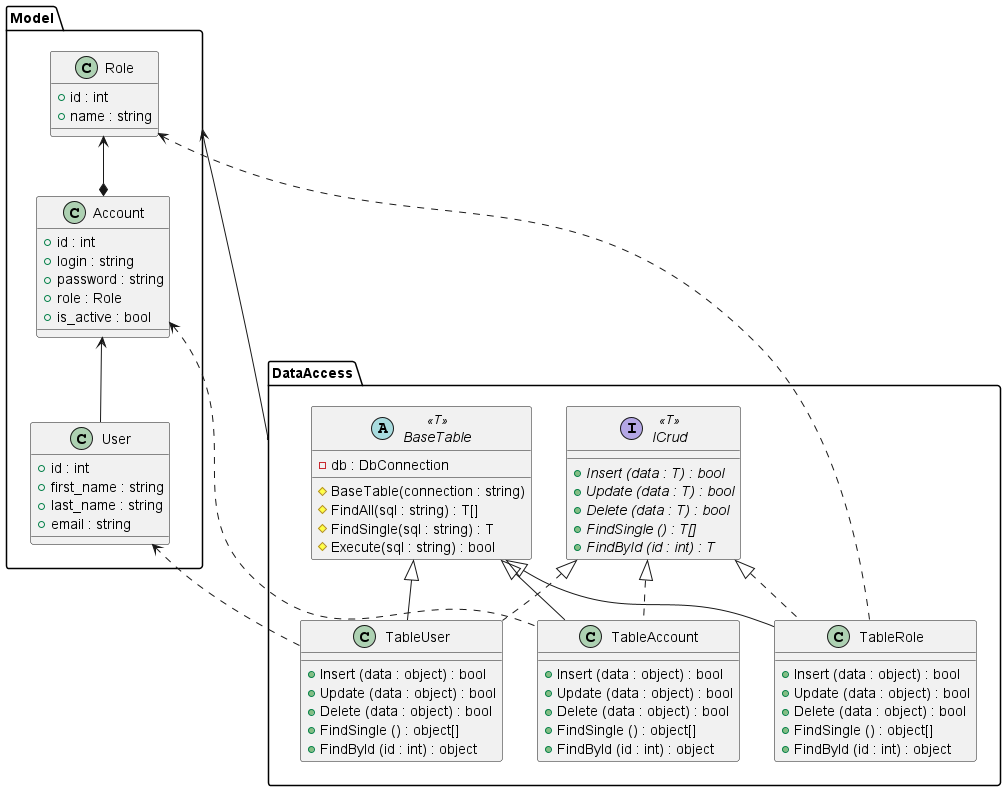 Model
C Role
id : int
name : string
C Account
id : int
login : string
password : string
role : Role
is_active : bool
C User
id : int
first_name : string
last_name : string
email : string
DataAccess
A «T»
BaseTable
db : DbConnection
BaseTable(connection : string)
FindAll(sql : string) : T[]
FindSingle(sql : string) : T
Execute(sql : string) : bool
I «T»
ICrud
Insert (data : T) : bool
Update (data : T) : bool
Delete (data : T) : bool
FindSingle () : T[]
FindById (id : int) : T
C TableUser
Insert (data : object) : bool
Update (data : object) : bool
Delete (data : object) : bool
FindSingle () : object[]
FindById (id : int) : object
C TableAccount
Insert (data : object) : bool
Update (data : object) : bool
Delete (data : object) : bool
FindSingle () : object[]
FindById (id : int) : object
C TableRole
Insert (data : object) : bool
Update (data : object) : bool
Delete (data : object) : bool
FindSingle () : object[]
FindById (id : int) : object